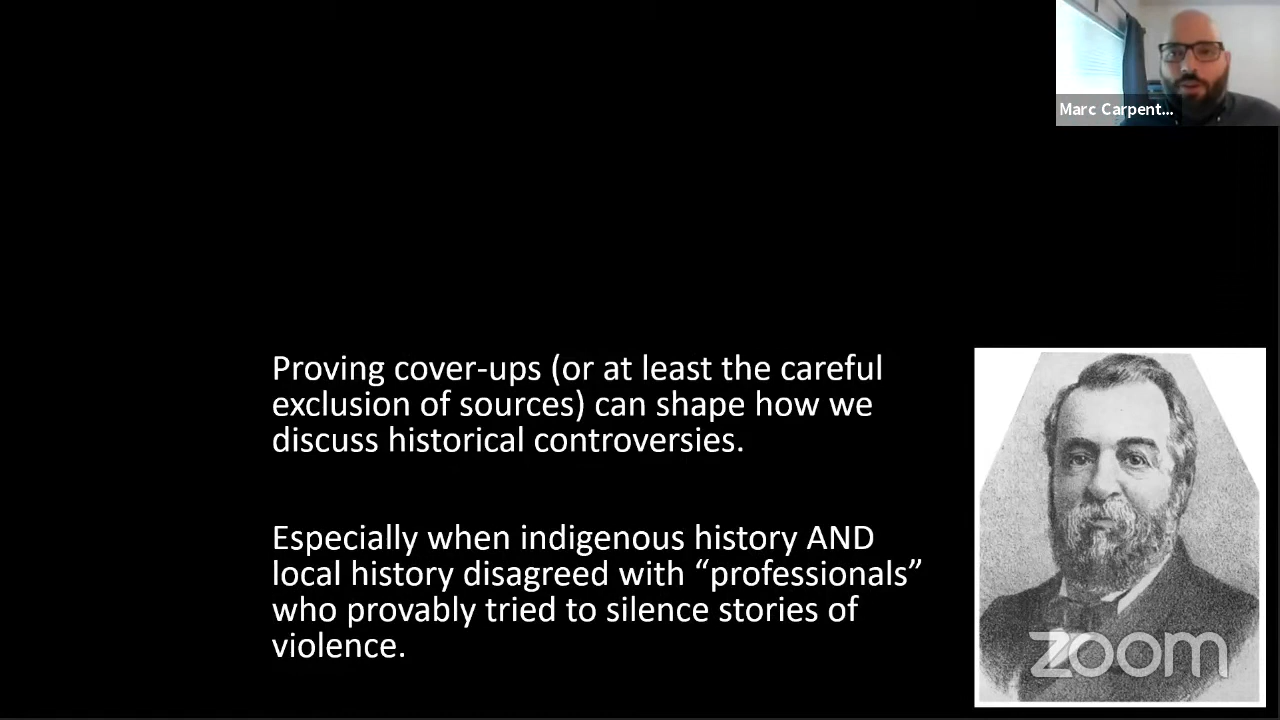 Marc Carpent...
Proving cover-ups (or at least the careful
exclusion of sources) can shape how we
discuss historical controversies.
Especially when indigenous history AND
local history disagreed with “professionals”
who provably tried to silence stories of
violence.
zoom